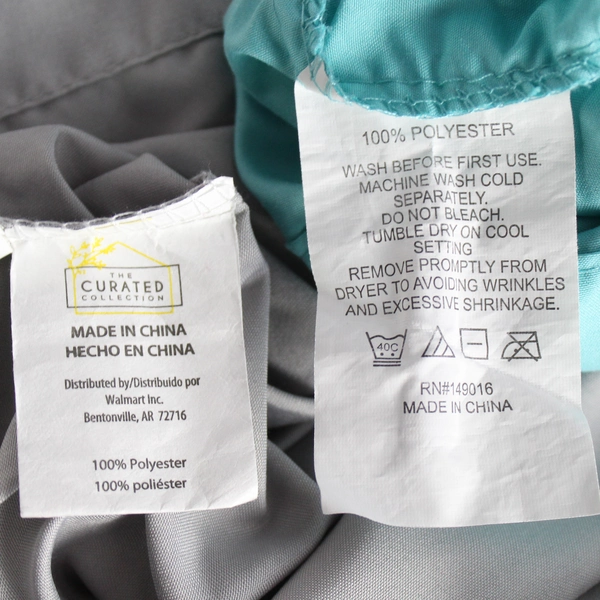 THE
CURATED
COLLECTION
MADE IN CHINA
HECHO EN CHINA
Distributed by/Distribuido por
Walmart Inc.
Bentonville, AR 72716
100% Polyester
100% poliéster
100% POLYESTER
WASH BEFORE FIRST USE.
MACHINE WASH COLD
SEPARATELY.
DO NOT BLEACH.
TUMBLE DRY ON COOL
SETTING
REMOVE PROMPTLY FROM
DRYER TO AVOIDING WRINKLES
AND EXCESSIVE SHRINKAGE.
40C
RN#149016
MADE IN CHINA